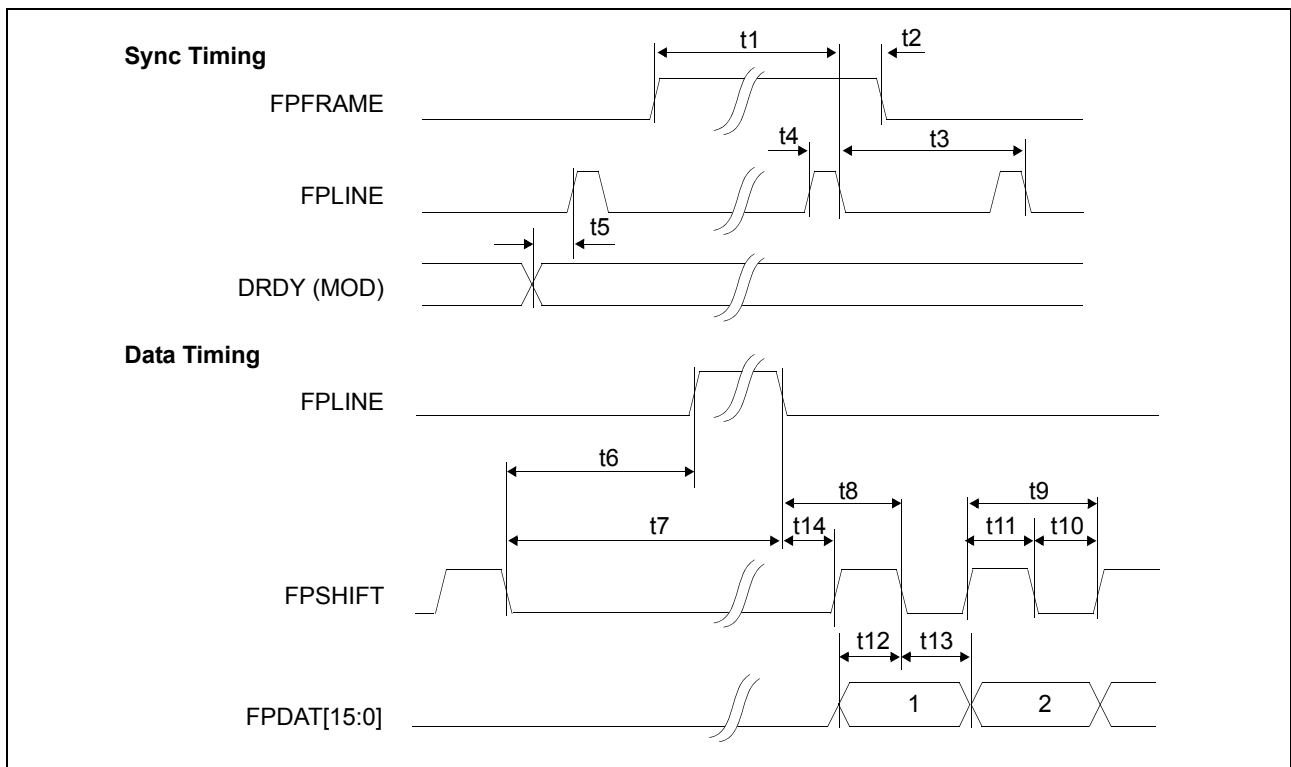 Sync Timing
t1
t2
FPFRAME
t4
t3
FPLINE
t5
DRDY (MOD)
Data Timing
FPLINE
t6
t8
t9
t7
t14
t11
t10
FPSHIFT
t12
t13
FPDAT[15:0]
1
2